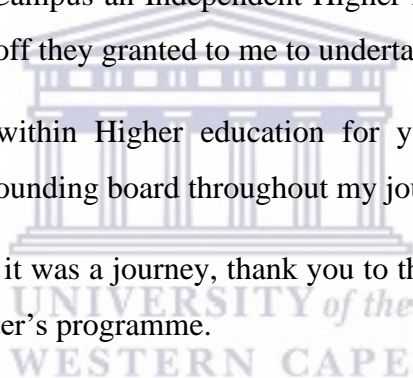 Campus an Independent Higher
off they granted to me to underta
within Higher education for y
ounding board throughout my jou
it was a journey, thank you to th
UNIVERSITY of the
er's programme.
WESTERN CAPE